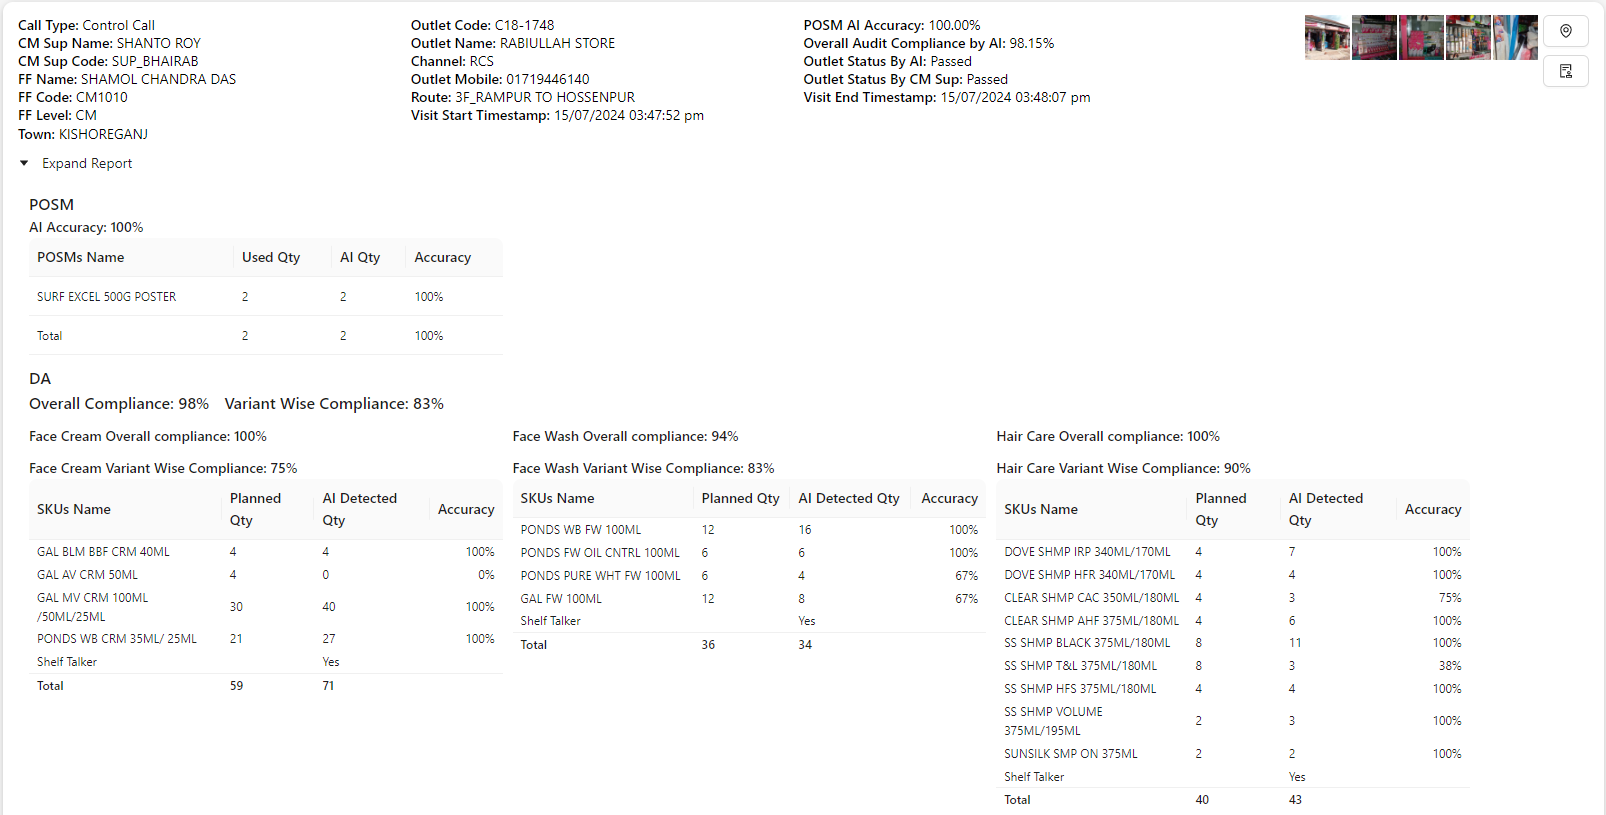 Call Type: Control Call
CM Sup Name: SHANTO ROY
CM Sup Code: SUP_BHAIRAB
FF Name: SHAMOL CHANDRA DAS
FF Code: CM1010
FF Level: CM
Town: KISHOREGANJ
Outlet Code: C18-1748
Outlet Name: RABIULLAH STORE
Channel: RCS
Outlet Mobile: 01719446140
Route: 3F_RAMPUR TO HOSSENPUR
Visit Start Timestamp: 15/07/2024 03:47:52 pm
POSM AI Accuracy: 100.00%
Overall Audit Compliance by AI: 98.15%
Outlet Status By AI: Passed
Outlet Status By CM Sup: Passed
Visit End Timestamp: 15/07/2024 03:48:07 pm
Expand Report
POSM
AI Accuracy: 100%
POSMs Name Used Qty AI Qty Accuracy
SURF EXCEL 500G POSTER 2 2 100%
Total 2 2 100%
DA
Overall Compliance: 98% Variant Wise Compliance: 83%
Face Cream Overall compliance: 100%
Face Cream Variant Wise Compliance: 75%
SKUs Name Planned Qty AI Detected Qty Accuracy
GAL BLM BBF CRM 40ML 4 4 100%
GAL AV CRM 50ML 4 0 0%
GAL MV CRM 100ML
/50ML/25ML 30 40 100%
PONDS WB CRM 35ML/ 25ML 21 27 100%
Shelf Talker Yes
Total 59 71
Face Wash Overall compliance: 94%
Face Wash Variant Wise Compliance: 83%
SKUs Name Planned Qty AI Detected Qty Accuracy
PONDS WB FW 100ML 12 16 100%
PONDS FW OIL CNTRL 100ML 6 6 100%
PONDS PURE WHT FW 100ML 6 4 67%
GAL FW 100ML 12 8 67%
Shelf Talker Yes
Total 36 34
Hair Care Overall compliance: 100%
Hair Care Variant Wise Compliance: 90%
SKUs Name Planned Qty AI Detected Qty Accuracy
DOVE SHMP IRP 340ML/170ML 4 7 100%
DOVE SHMP HFR 340ML/170ML 4 4 100%
CLEAR SHMP CAC 350ML/180ML 4 3 75%
CLEAR SHMP AHF 375ML/180ML 4 6 100%
SS SHMP BLACK 375ML/180ML 8 11 100%
SS SHMP T&L 375ML/180ML 8 3 38%
SS SHMP HFS 375ML/180ML 4 4 100%
SS SHMP VOLUME
375ML/195ML 2 3 100%
SUNSILK SMP ON 375ML 2 2 100%
Shelf Talker Yes
Total 40 43